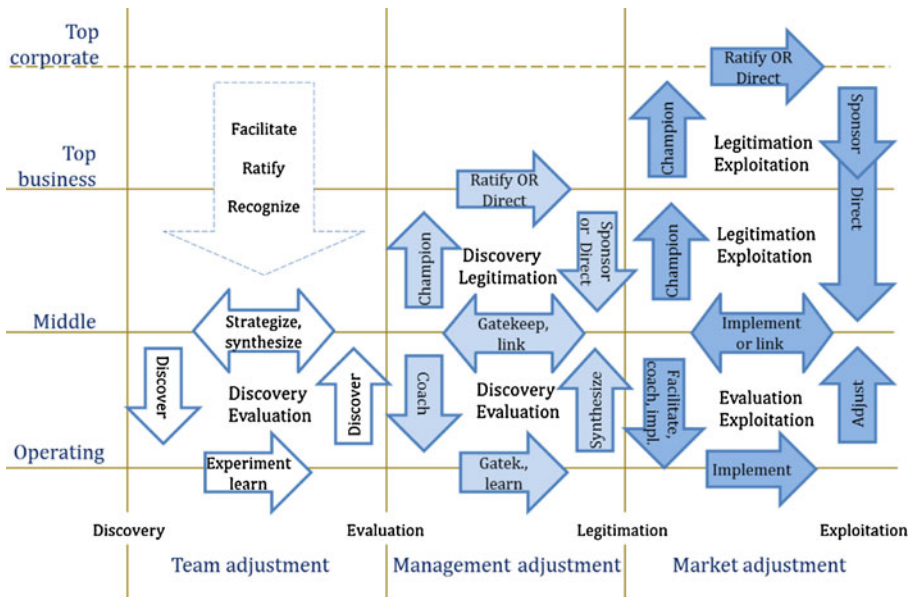 Top
corporate
Ratify OR
Direct
Facilitate
Ratify
Recognize
Champion
Legitimation
Exploitation
Sponsor
Top
business
Ratify OR
Direct
Direct
Champion
Discovery
Legitimation
Sponsor
or Direct
Champion
Legitimation
Exploitation
Middle
Strategize,
synthesize
Gatekeep,
link
Implement
or link
Discover
Discovery
Evaluation
Discover
Coach
Discovery
Evaluation
Synthesize
Facilitate,
coach, impl.
Evaluation
Exploitation
Adjust
Operating
Experiment
learn
Gatek.,
learn
Implement
Discovery
Evaluation
Legitimation
Exploitation
Team adjustment
Management adjustment
Market adjustment